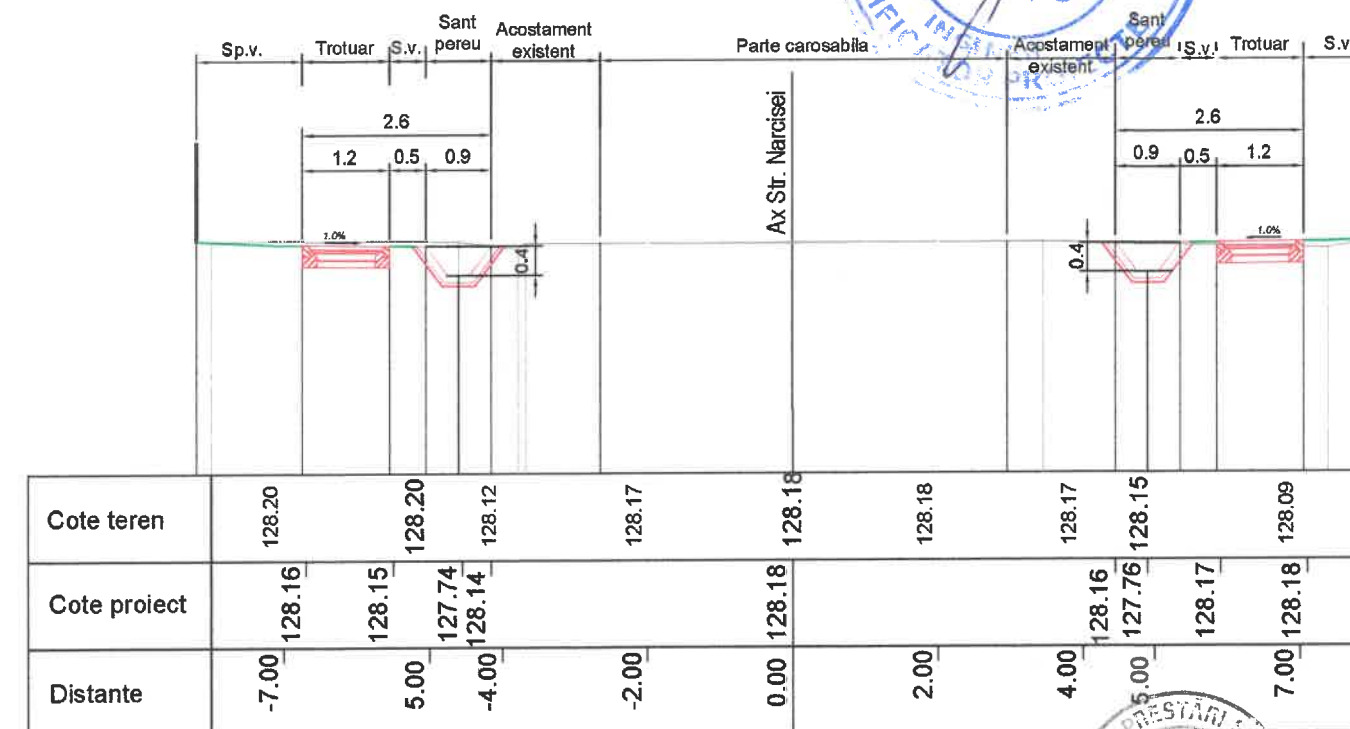 Sp.v.
Trotuar
S.v.
Sant
pereu
Acostament
existent
Parte carosabila
Acostament
existent
Sant
pereu
S.v.
Trotuar
S.v
2.6
1.2
0.5
0.9
2.6
0.9
0.5
1.2
Ax Str. Narcisei
1.0%
0.4
0.4
1.0%
Cote teren
128.20
128.20
128.12
128.17
128.18
128.18
128.17
128.15
128.09
Cote proiect
128.16
128.15
127.74
128.14
128.18
128.16
127.76
128.17
128.18
Distante
-7.00
5.00
-4.00
-2.00
0.00
2.00
4.00
5.00
7.00
PRESTĂRI